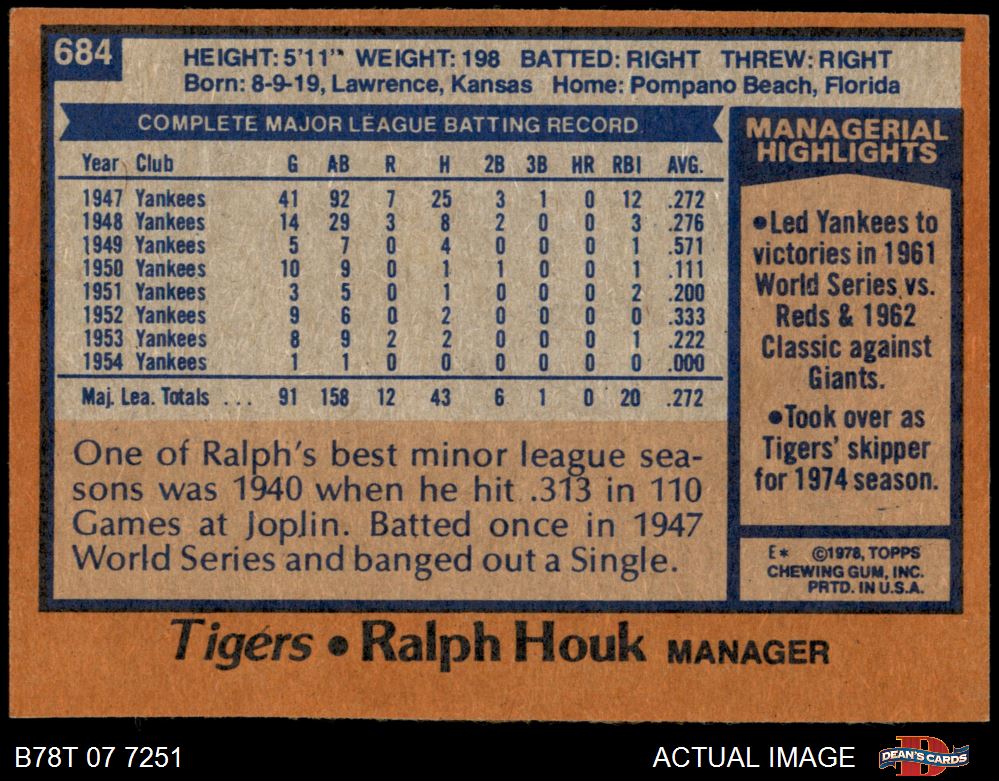 684
HEIGHT: 5'11" WEIGHT: 198 BATTED: RIGHT THREW: RIGHT
Born: 8-9-19, Lawrence, Kansas Home: Pompano Beach, Florida
COMPLETE MAJOR LEAGUE BATTING RECORD
Year Club G AB R H 2B 3B HR RBI AVG.
1947 Yankees 41 92 7 25 3 1 0 12 .272
1948 Yankees 14 29 3 8 2 0 0 3 .276
1949 Yankees 5 7 0 4 0 0 0 1 .571
1950 Yankees 10 9 0 1 1 0 0 1 .111
1951 Yankees 3 5 0 1 0 0 0 2 .200
1952 Yankees 9 6 0 2 0 0 0 0 .333
1953 Yankees 8 9 2 2 0 0 0 1 .222
1954 Yankees 1 1 0 0 0 0 0 0 .000
Maj. Lea. Totals ... 91 158 12 43 6 1 0 20 .272
One of Ralph's best minor league sea-
sons was 1940 when he hit .313 in 110
Games at Joplin. Batted once in 1947
World Series and banged out a Single.
MANAGERIAL
HIGHLIGHTS
•Led Yankees to
victories in 1961
World Series vs.
Reds & 1962
Classic against
Giants.
•Took over as
Tigers' skipper
for 1974 season.
E* ©1978, TOPPS
CHEWING GUM, INC.
PRTD. IN U.S.A.
Tigers • Ralph Houk MANAGER
B78T 07 7251
ACTUAL IMAGE
DEAN'S CARDS